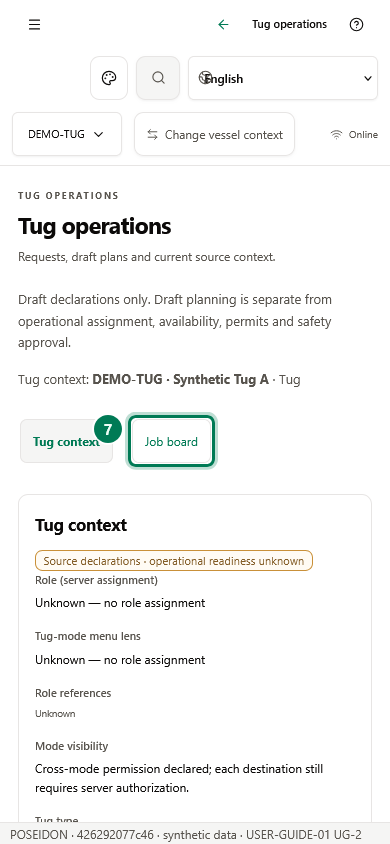 Tug operations
English
DEMO-TUG
Change vessel context
Online
TUG OPERATIONS
Tug operations
Requests, draft plans and current source context.
Draft declarations only. Draft planning is separate from
operational assignment, availability, permits and safety
approval.
Tug context: DEMO-TUG · Synthetic Tug A · Tug
Tug context
7
Job board
Tug context
Source declarations · operational readiness unknown
Role (server assignment)
Unknown — no role assignment
Tug-mode menu lens
Unknown — no role assignment
Role references
Unknown
Mode visibility
Cross-mode permission declared; each destination still
requires server authorization.
Tug type
POSEIDON · 426292077c46 · synthetic data · USER-GUIDE-01 UG-2